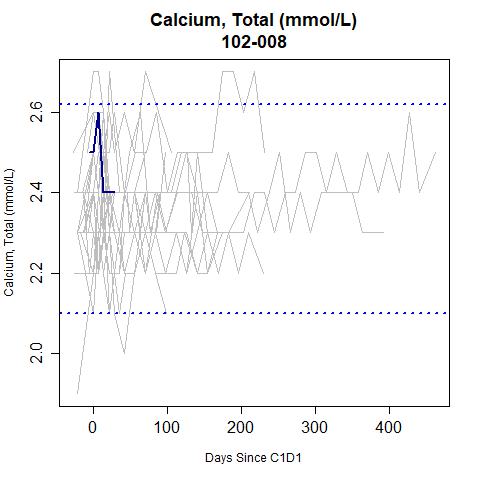 Calcium, Total (mmol/L)
102-008
Calcium, Total (mmol/L)
2.6
2.4
2.2
2.0
0 100 200 300 400
Days Since C1D1